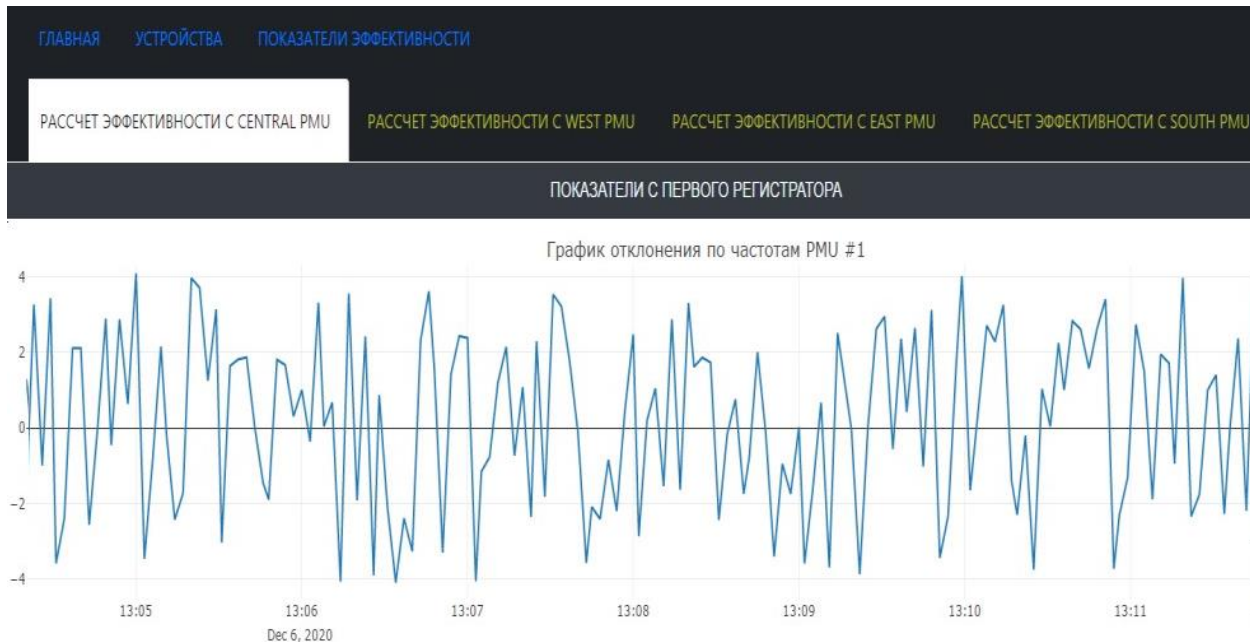 ГЛАВНАЯ УСТРОЙСТВА ПОКАЗАТЕЛИ ЭФФЕКТИВНОСТИ
РАССЧЕТ ЭФФЕКТИВНОСТИ С CENTRAL PMU РАССЧЕТ ЭФФЕКТИВНОСТИ С WEST PMU РАССЧЕТ ЭФФЕКТИВНОСТИ С EAST PMU РАССЧЕТ ЭФФЕКТИВНОСТИ С SOUTH PMU
ПОКАЗАТЕЛИ С ПЕРВОГО РЕГИСТРАТОРА
График отклонения по частотам PMU #1
4
2
0
−2
−4
13:05 13:06 13:07 13:08 13:09 13:10 13:11
Dec 6, 2020